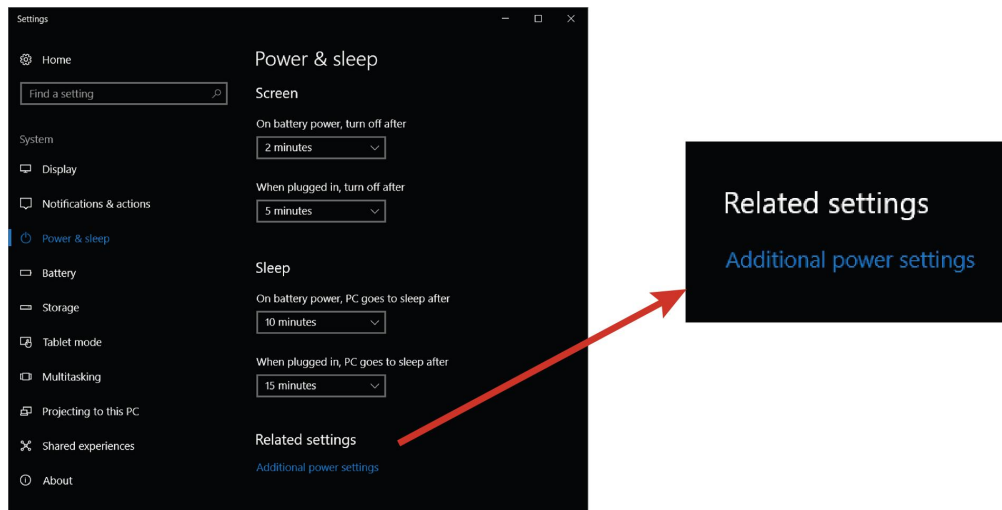 Settings
Home
Find a setting
System
Display
Notifications & actions
Power & sleep
Battery
Storage
Tablet mode
Multitasking
Projecting to this PC
Shared experiences
About
Power & sleep
Screen
On battery power, turn off after
2 minutes
When plugged in, turn off after
5 minutes
Sleep
On battery power, PC goes to sleep after
10 minutes
When plugged in, PC goes to sleep after
15 minutes
Related settings
Additional power settings
Related settings
Additional power settings